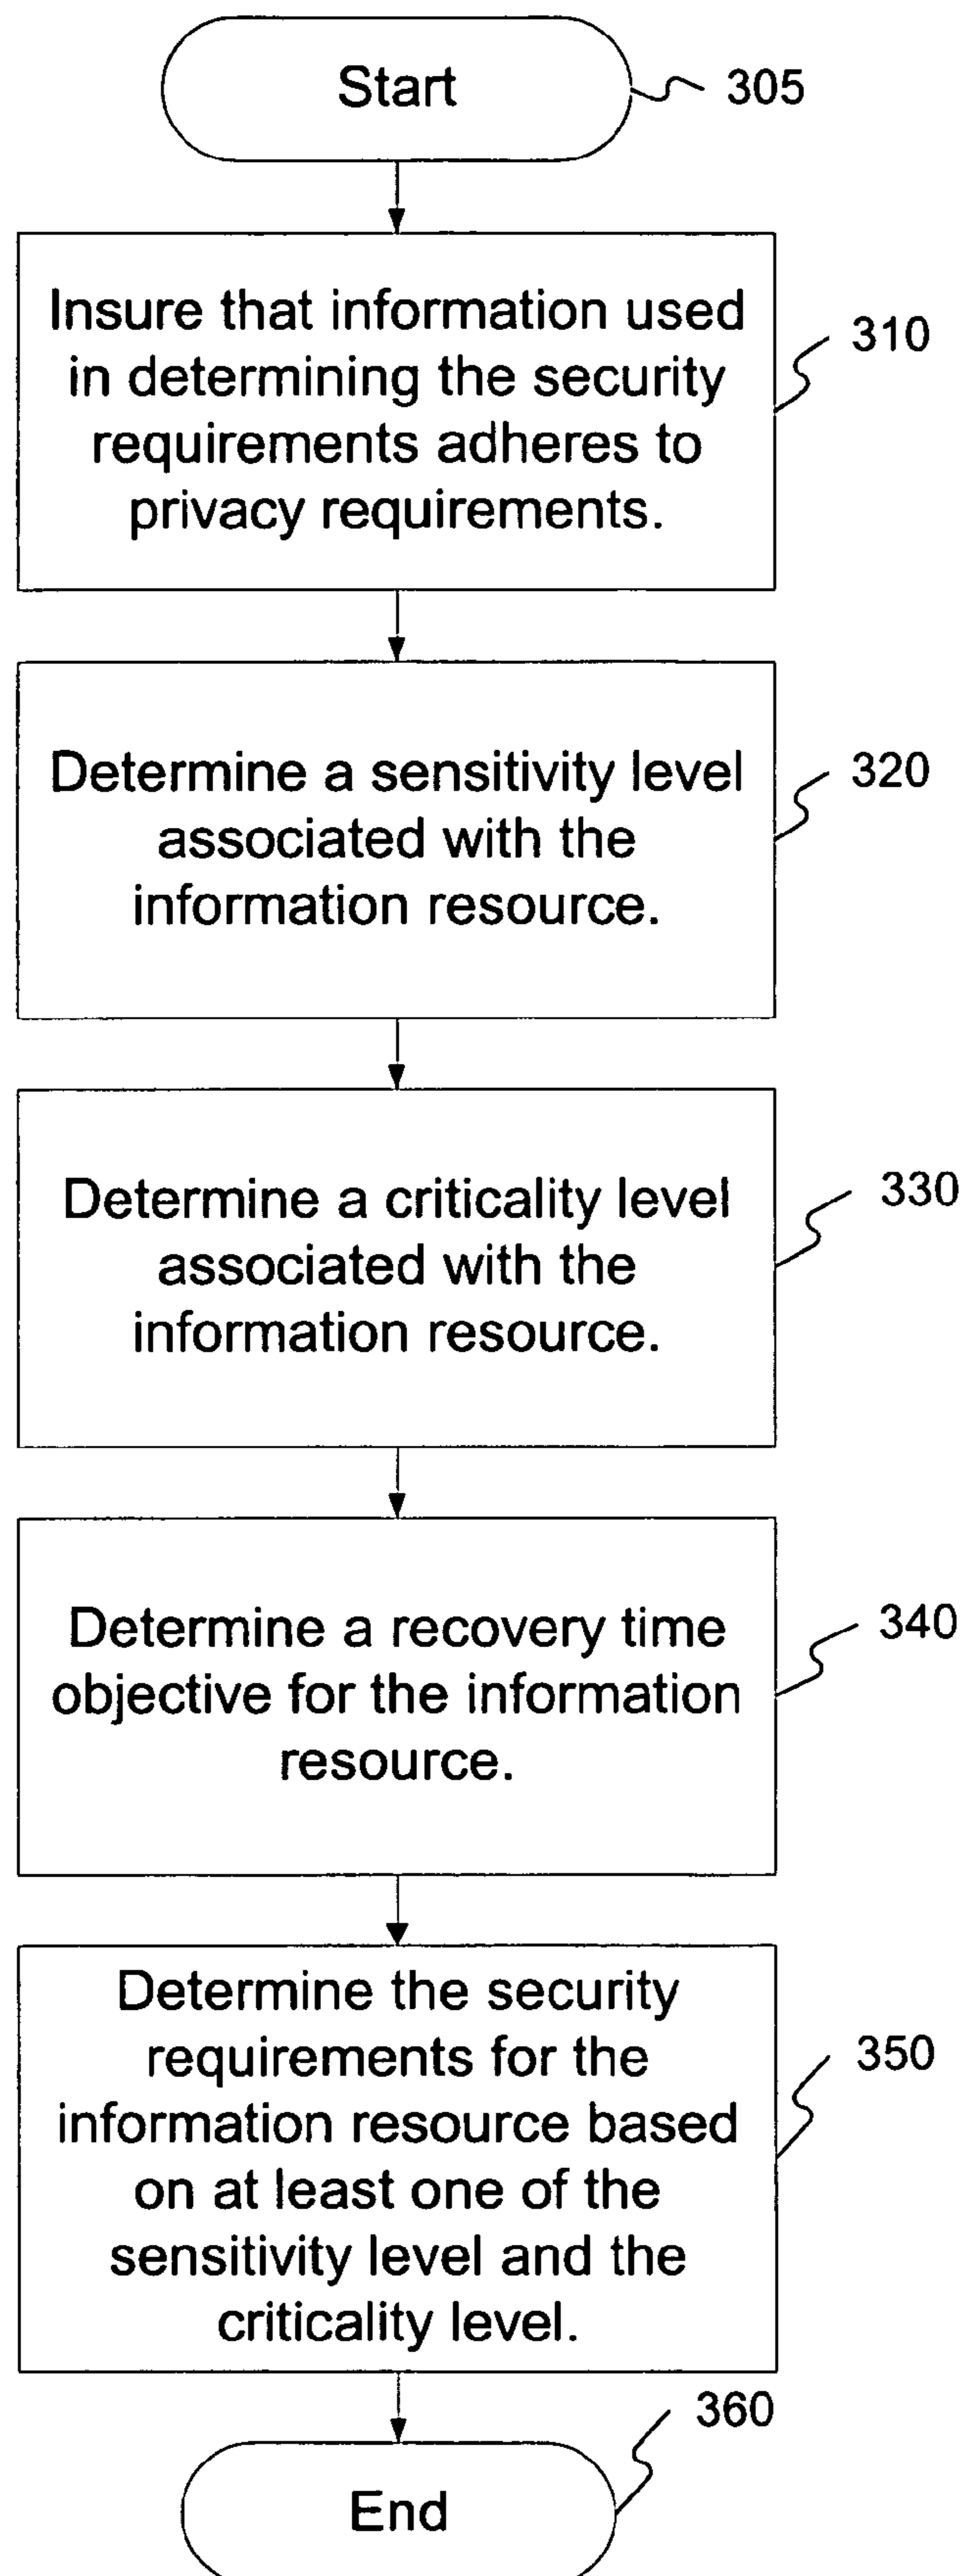 Start
305
Insure that information used
in determining the security
requirements adheres to
privacy requirements.
310
Determine a sensitivity level
associated with the
information resource.
320
Determine a criticality level
associated with the
information resource.
330
Determine a recovery time
objective for the information
resource.
340
Determine the security
requirements for the
information resource based
on at least one of the
sensitivity level and the
criticality level.
350
360
End